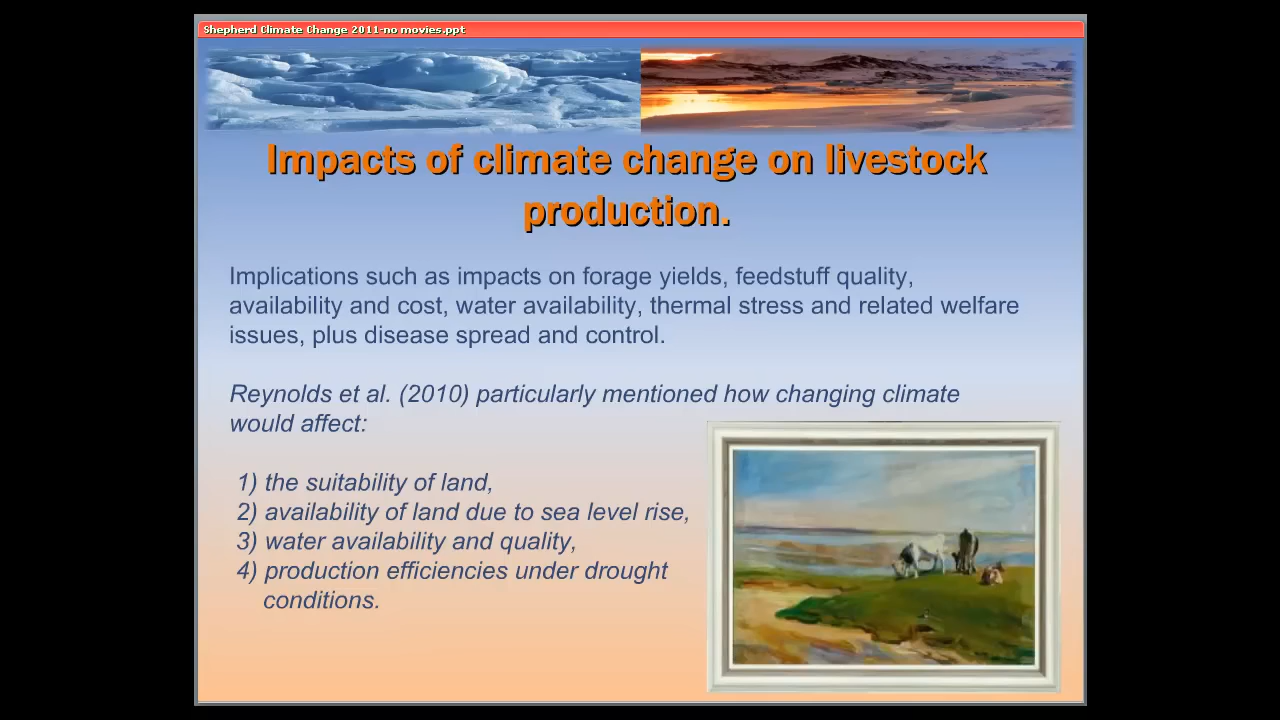 Shepherd Climate Change 2011-no movies.ppt
Impacts of climate change on livestock
production.
Implications such as impacts on forage yields, feedstuff quality,
availability and cost, water availability, thermal stress and related welfare
issues, plus disease spread and control.
Reynolds et al. (2010) particularly mentioned how changing climate
would affect:
1) the suitability of land,
2) availability of land due to sea level rise,
3) water availability and quality,
4) production efficiencies under drought
conditions.